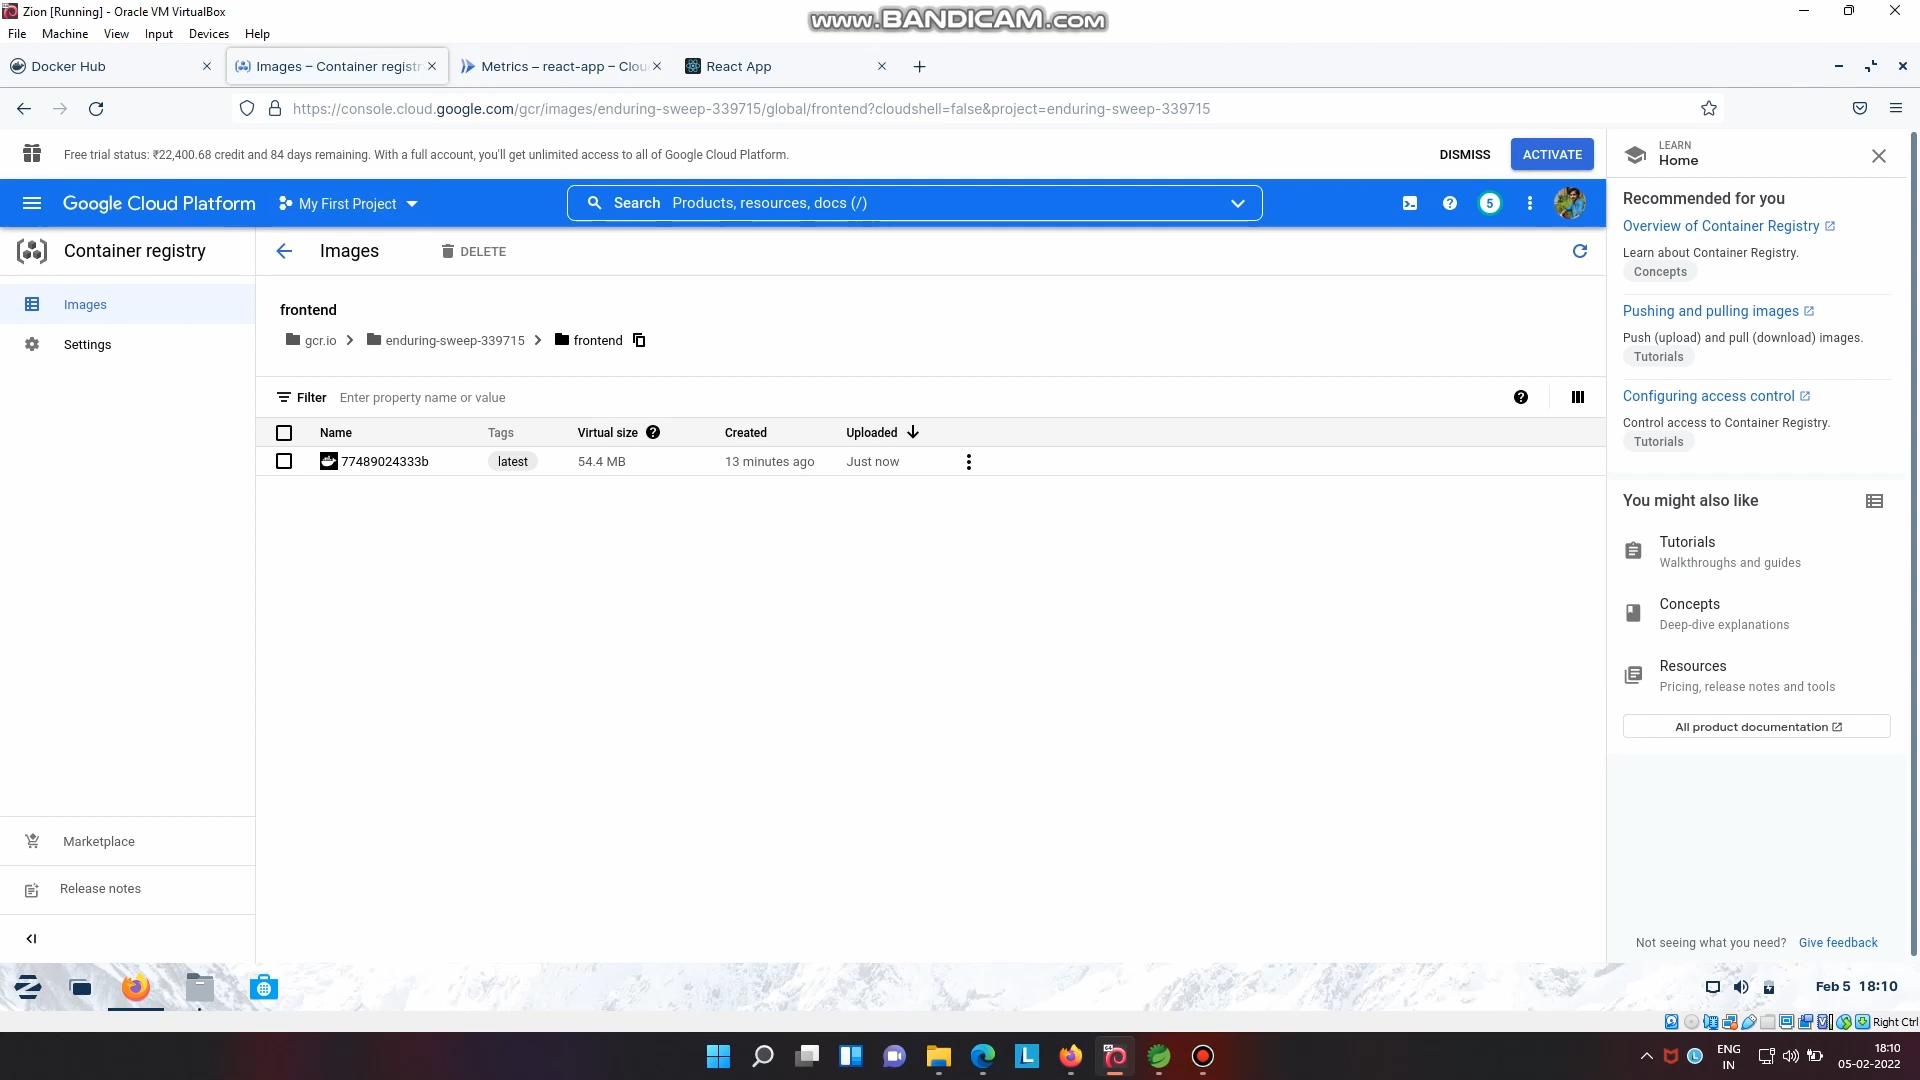 Zion [Running] - Oracle VM VirtualBox
www.BANDICAM.com
File Machine View Input Devices Help
Docker Hub
Images – Container registr
Metrics – react-app – Clou
React App
https://console.cloud.google.com/gcr/images/enduring-sweep-339715/global/frontend?cloudshell=false&project=enduring-sweep-339715
Free trial status: ₹22,400.68 credit and 84 days remaining. With a full account, you'll get unlimited access to all of Google Cloud Platform.
DISMISS
ACTIVATE
LEARN
Home
Google Cloud Platform
My First Project
Search Products, resources, docs (/)
5
Container registry
Images
DELETE
Images
Settings
frontend
gcr.io
enduring-sweep-339715
frontend
Filter Enter property name or value
Name Tags Virtual size Created Uploaded
77489024333b latest 54.4 MB 13 minutes ago Just now
Recommended for you
Overview of Container Registry
Learn about Container Registry.
Concepts
Pushing and pulling images
Push (upload) and pull (download) images.
Tutorials
Configuring access control
Control access to Container Registry.
Tutorials
You might also like
Tutorials
Walkthroughs and guides
Concepts
Deep-dive explanations
Resources
Pricing, release notes and tools
All product documentation
Not seeing what you need? Give feedback
Marketplace
Release notes
Feb 5 18:10
Right Ctrl
L
64
ENG
IN
18:10
05-02-2022